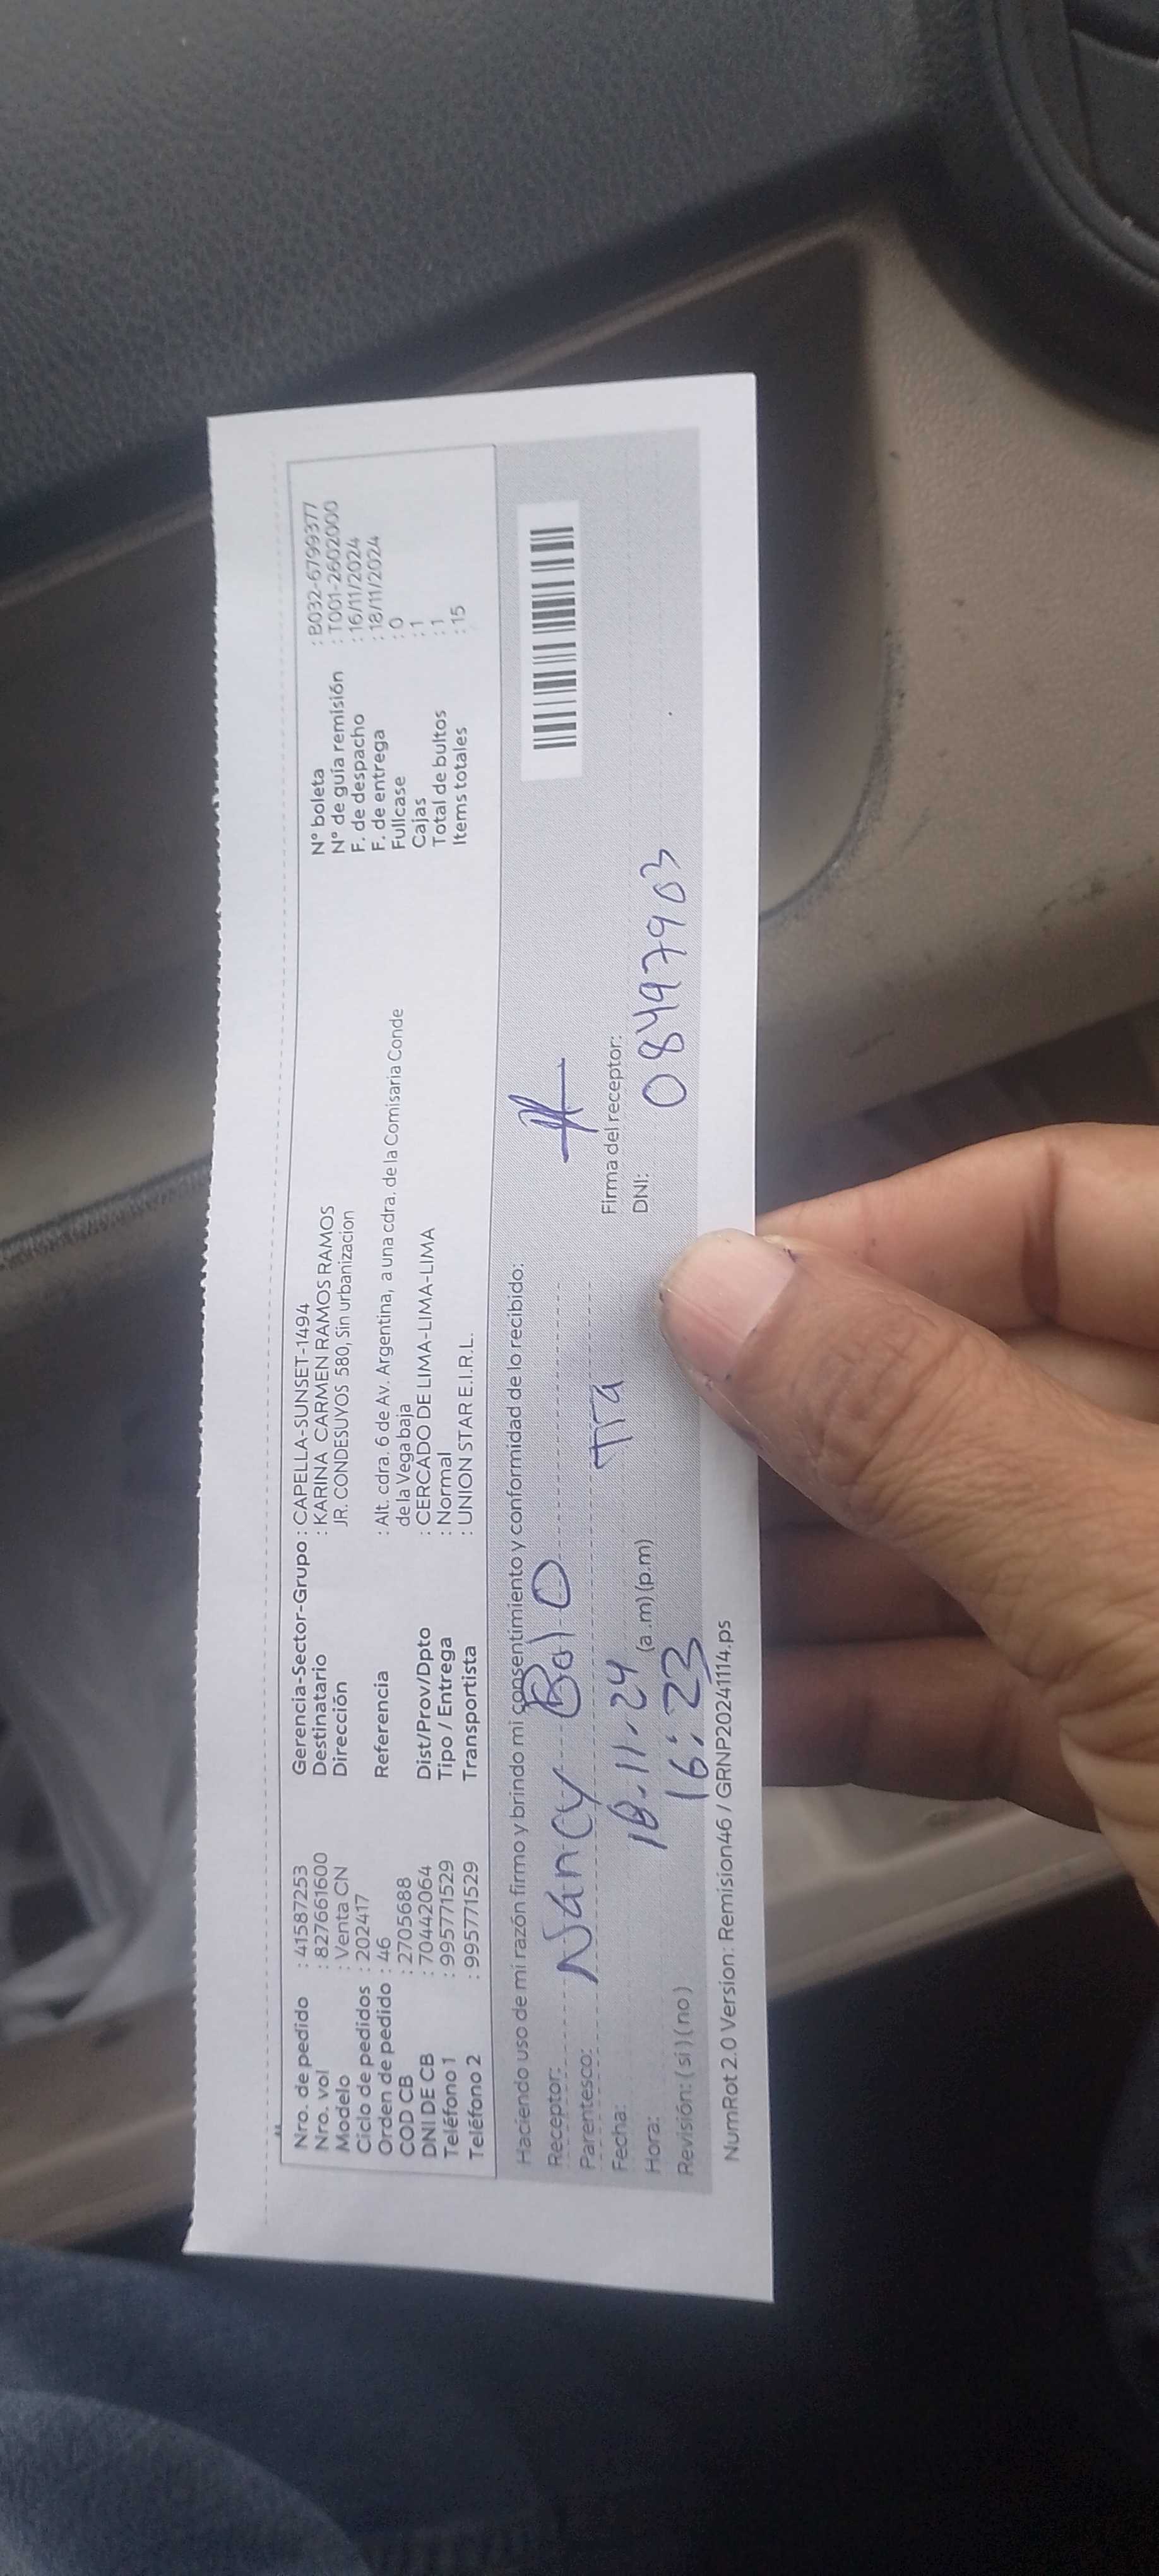 Nro. de pedido : 41587253 Gerencia-Sector-Grupo : CAPELLA-SUNSET-1494
Nro. vol : 827661600 Destinatario : KARINA CARMEN RAMOS RAMOS N° boleta : B032-6799377
Modelo : Venta CN Dirección JR. CONDESUYOS 580, Sin urbanizacion N° de guía remisión : T001-2602000
Ciclo de pedidos : 202417 F. de despacho : 16/11/2024
Orden de pedido : 46 Referencia : Alt. cdra. 6 de Av. Argentina, a una cdra. de la Comisaria Conde F. de entrega : 18/11/2024
COD CB : 2705688 de la Vega baja Fullcase : 0
DNI DE CB : 70442064 Dist/Prov/Dpto : CERCADO DE LIMA-LIMA-LIMA Cajas : 1
Teléfono 1 : 995771529 Tipo / Entrega : Normal Total de bultos : 1
Teléfono 2 : 995771529 Transportista : UNION STAR E.I.R.L. Items totales : 15
Haciendo uso de mi razón firmo y brindo mi consentimiento y conformidad de lo recibido:
Receptor: Nancy Bolo
Parentesco: Tía
Fecha: 18.11.24 Firma del receptor:
Hora: 16:23 (a.m) (p.m) DNI: 08497903
Revisión: ( si ) ( no )
NumRot 2.0 Version: Remision46 / GRNP20241114.ps